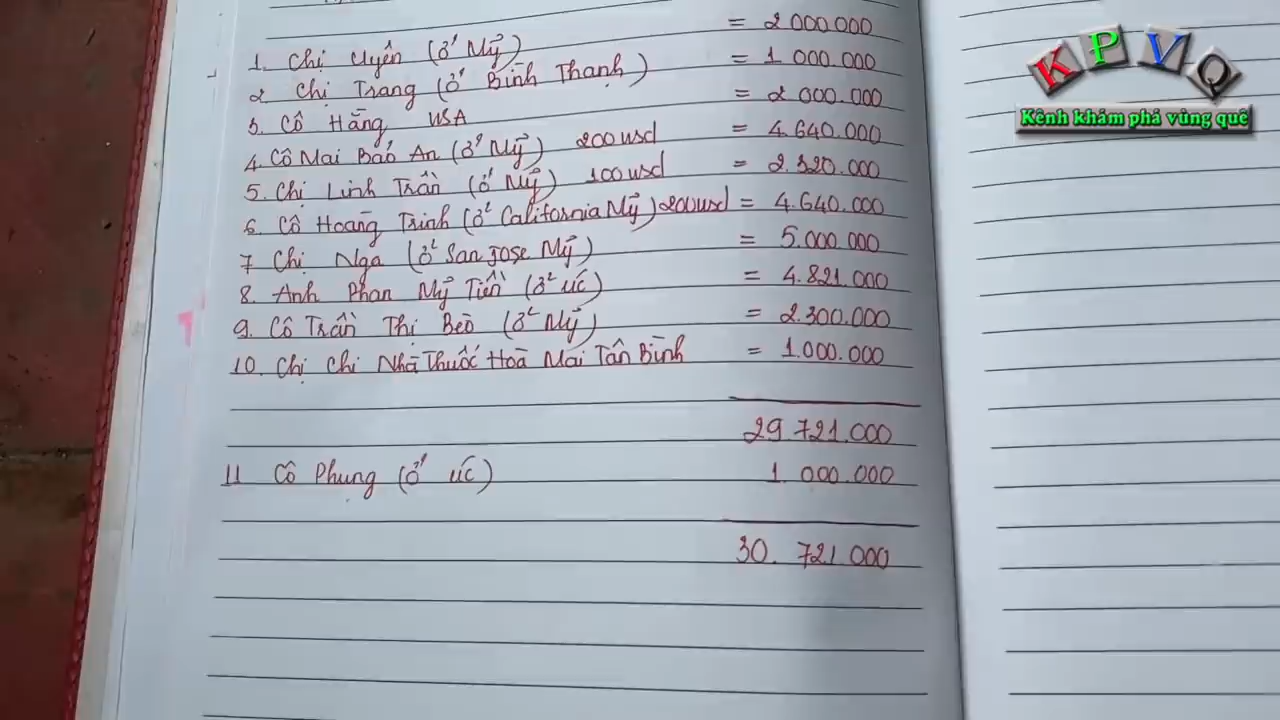 1. Chị Uyên (ở Mỹ) = 2 000.000
2. Chị Trang (ở Bình Thạnh) = 1 000.000
3. Cô Hằng USA = 2 000.000
4. Cô Mai Bảo An (ở Mỹ) 200usd = 4.640.000
5. Chị Linh Trần (ở Mỹ) 100usd = 2.320.000
6. Cô Hoàng Trinh (ở California Mỹ) 200usd = 4.640.000
7 Chị Nga (ở San Jose Mỹ) = 5.000.000
8. Anh Phan Mỹ Tiền (ở Úc) = 4.821.000
9. Cô Trần Thị Bèo (ở Mỹ) = 2.300.000
10. Chị Chi Nhà Thuốc Hoà Mai Tân Bình = 1.000.000
29 721.000
11 Cô Phụng (ở Úc) 1 000.000
30. 721.000
KPVQ
Kênh khám phá vùng quê